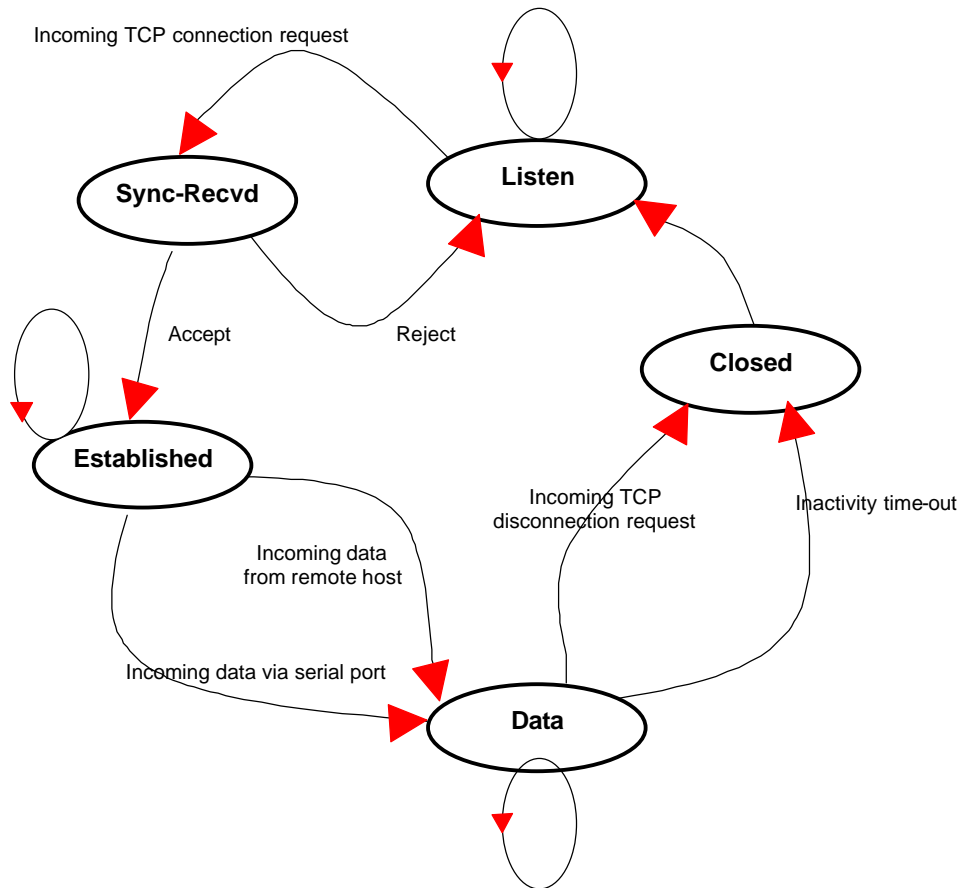 Incoming TCP connection request
Listen
Sync-Recvd
Accept
Reject
Closed
Established
Incoming TCP
disconnection request
Inactivity time-out
Incoming data
from remote host
Incoming data via serial port
Data